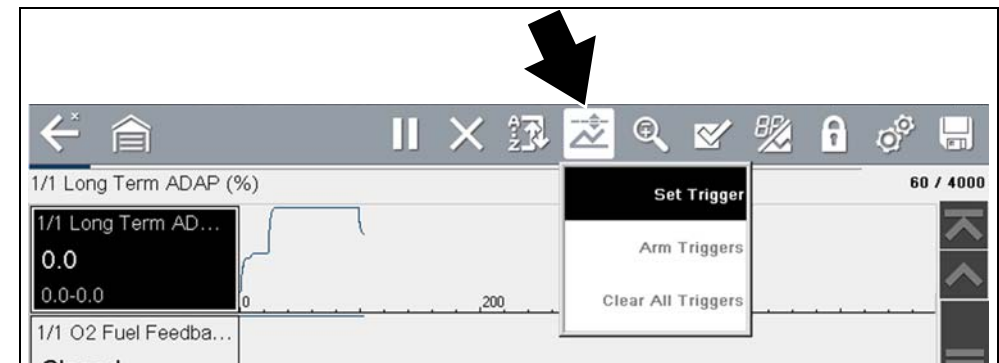 1/1 Long Term ADAP (%)
60 / 4000
Set Trigger
Arm Triggers
Clear All Triggers
1/1 Long Term AD...
0.0
0.0-0.0
0
200
1/1 O2 Fuel Feedba...